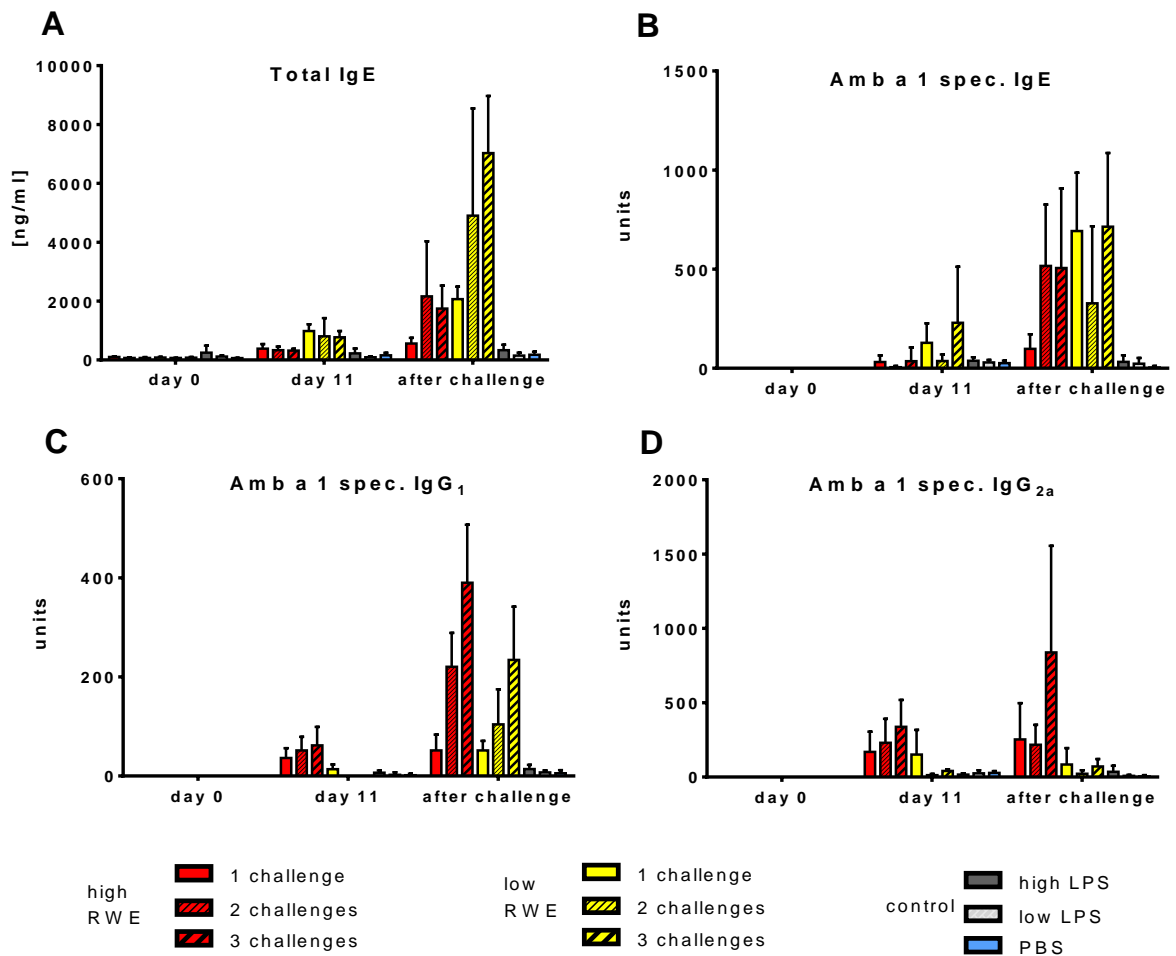 A
Total IgE
10000
8000
6000
4000
2000
0
[ng/ml]
day 0
day 11
after challenge
B
Amb a 1 spec. IgE
1500
1000
500
0
units
day 0
day 11
after challenge
C
Amb a 1 spec. IgG1
600
400
200
0
units
day 0
day 11
after challenge
D
Amb a 1 spec. IgG2a
2000
1500
1000
500
0
units
day 0
day 11
after challenge
high
RWE
1 challenge
2 challenges
3 challenges
low
RWE
1 challenge
2 challenges
3 challenges
control
high LPS
low LPS
PBS